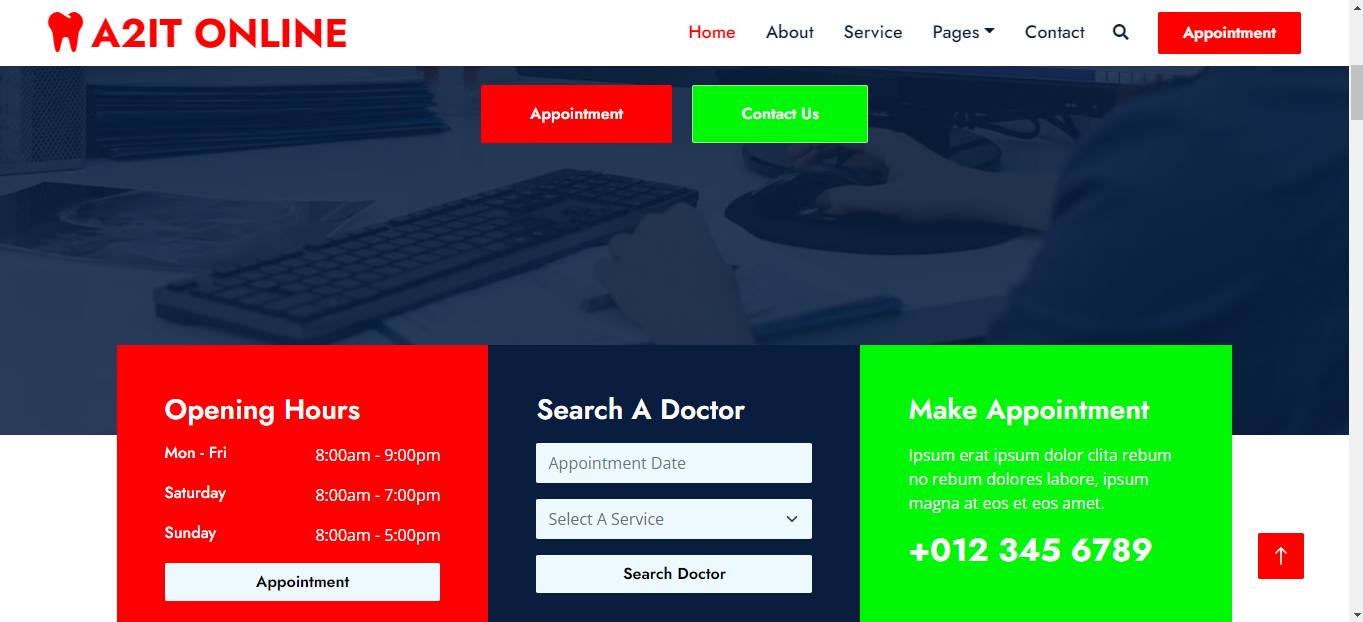 A2IT ONLINE
Home About Service Pages Contact Appointment
Appointment Contact Us
Opening Hours
Mon - Fri 8:00am - 9:00pm
Saturday 8:00am - 7:00pm
Sunday 8:00am - 5:00pm
Appointment
Search A Doctor
Appointment Date
Select A Service
Search Doctor
Make Appointment
Ipsum erat ipsum dolor clita rebum
no rebum dolores labore, ipsum
magna at eos et eos amet.
+012 345 6789